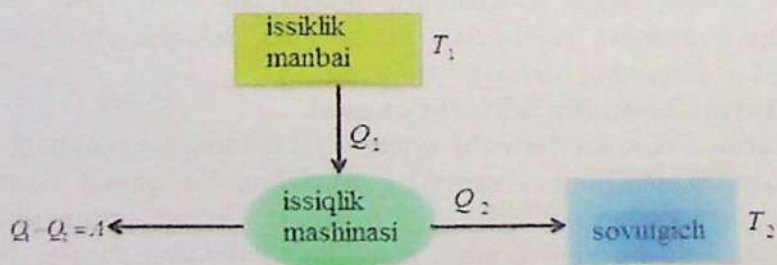 issiklik
manbai
T₁
Q₁
issiqlik
mashinasi
Q₂
Q₁-Q₂=A
sovutgich
T₂